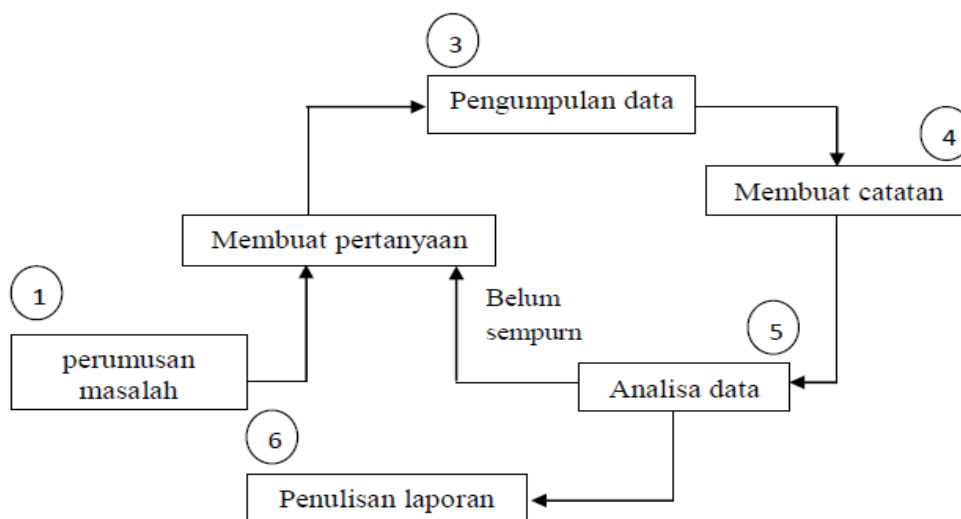 3
Pengumpulan data
4
Membuat catatan
Membuat pertanyaan
1
perumusan
masalah
Belum
sempurn
5
Analisa data
6
Penulisan laporan